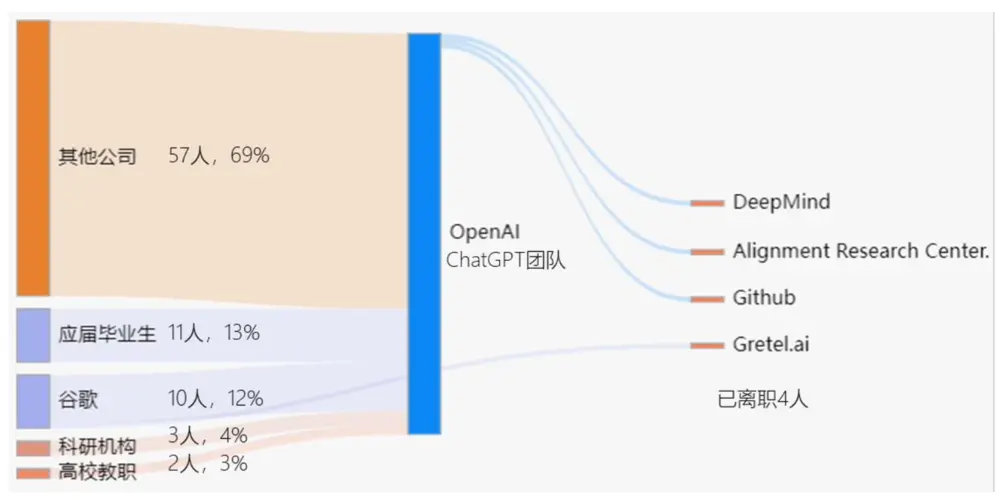 其他公司 57人，69%
应届毕业生 11人，13%
谷歌 10人，12%
科研机构 3人，4%
高校教职 2人，3%
OpenAI
ChatGPT团队
DeepMind
Alignment Research Center.
Github
Gretel.ai
已离职4人